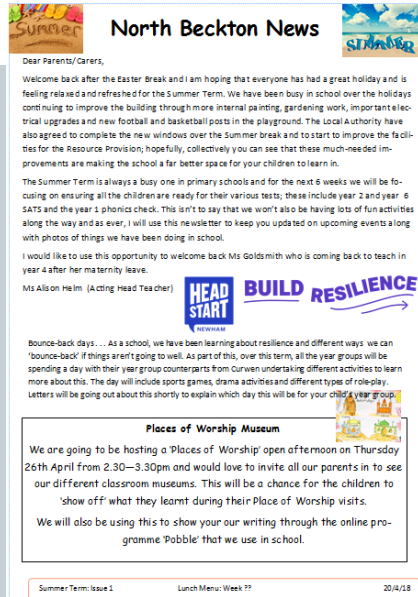 Summer
North Beckton News
SUMMER
Dear Parents/Carers,
Welcome back after the Easter Break and I am hoping that everyone has had a great holiday and is
feeling relaxed and refreshed for the Summer Term. We have been busy in school over the holidays
continuing to improve the building through more internal painting, gardening work, important elec-
trical upgrades and new football and basketball posts in the playground. The Local Authority have
also agreed to complete the new windows over the Summer break and to start to improve the facili-
ties for the Resource Provision; hopefully, collectively you can see that these much-needed im-
provements are making the school a far better space for your children to learn in.
The Summer Term is always a busy one in primary schools and for the next 6 weeks we will be fo-
cusing on ensuring all the children are ready for their various tests; these include year 2 and year 6
SATS and the year 1 phonics check. This isn't to say that we won't also be having lots of fun activities
along the way and as ever, I will use this newsletter to keep you updated on upcoming events along
with photos of things we have been doing in school.
I would like to use this opportunity to welcome back Ms Goldsmith who is coming back to teach in
year 4 after her maternity leave.
Ms Alison Helm (Acting Head Teacher)
HEAD
START
NEWHAM
BUILD RESILIENCE
Bounce-back days . . . As a school, we have been learning about resilience and different ways we can
'bounce-back' if things aren't going to well. As part of this, over this term, all the year groups will be
spending a day with their year group counterparts from Curwen undertaking different activities to learn
more about this. The day will include sports games, drama activities and different types of role-play.
Letters will be going out about this shortly to explain which day this will be for your child's year group.
Places of Worship Museum
We are going to be hosting a 'Places of Worship' open afternoon on Thursday
26th April from 2.30—3.30pm and would love to invite all our parents in to see
our different classroom museums. This will be a chance for the children to
'show off' what they learnt during their Place of Worship visits.
We will also be using this to show your our writing through the online pro-
gramme 'Pobble' that we use in school.
Summer Term: Issue 1 Lunch Menu: Week ?? 20/4/18